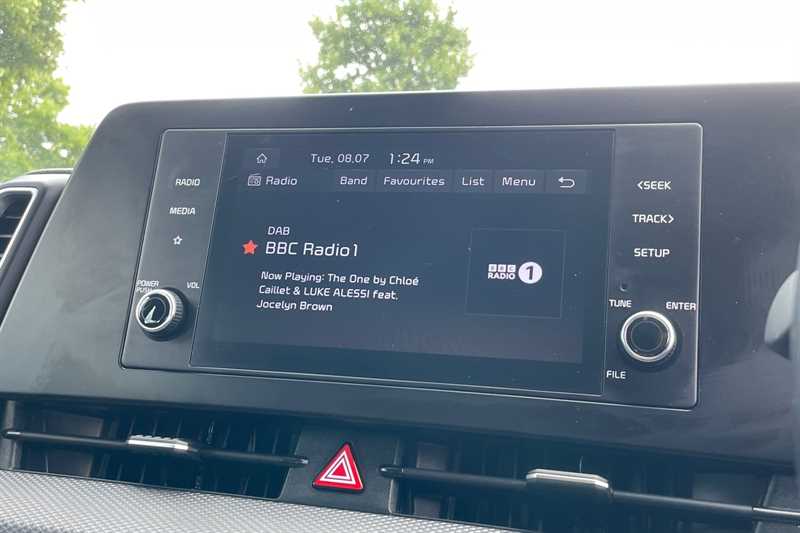 Tue, 08.07 1:24 PM
Radio Band Favourites List Menu
DAB
BBC Radio1
Now Playing: The One by Chloé
Caillet & LUKE ALESSI feat.
Jocelyn Brown
BBC
RADIO 1
RADIO
MEDIA
POWER
PUSH
VOL
<SEEK
TRACK>
SETUP
TUNE
ENTER
FILE